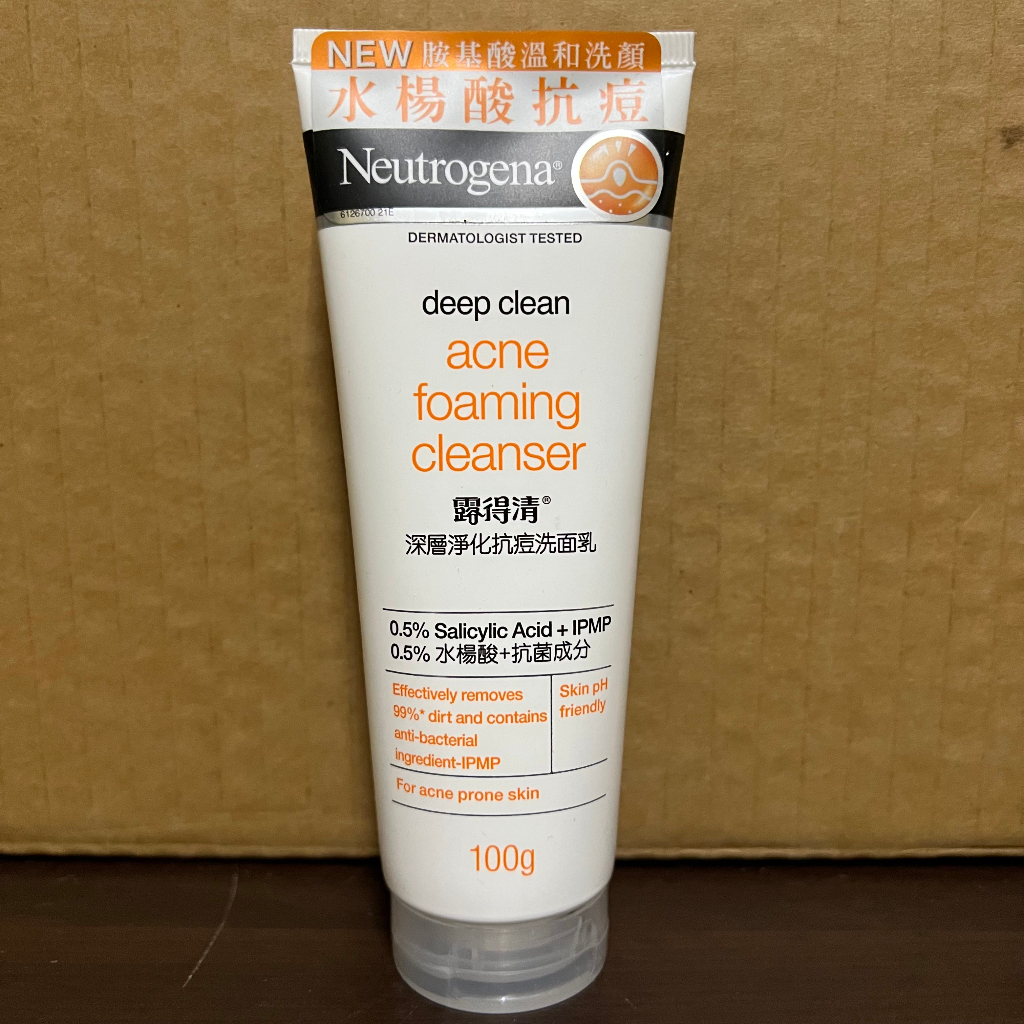 NEW 胺基酸溫和洗顏
水楊酸抗痘
Neutrogena®
6126700 21E
DERMATOLOGIST TESTED
deep clean
acne
foaming
cleanser
露得清®
深層淨化抗痘洗面乳
0.5% Salicylic Acid + IPMP
0.5% 水楊酸+抗菌成分
Effectively removes
99%* dirt and contains
anti-bacterial
ingredient-IPMP
Skin pH
friendly
For acne prone skin
100g